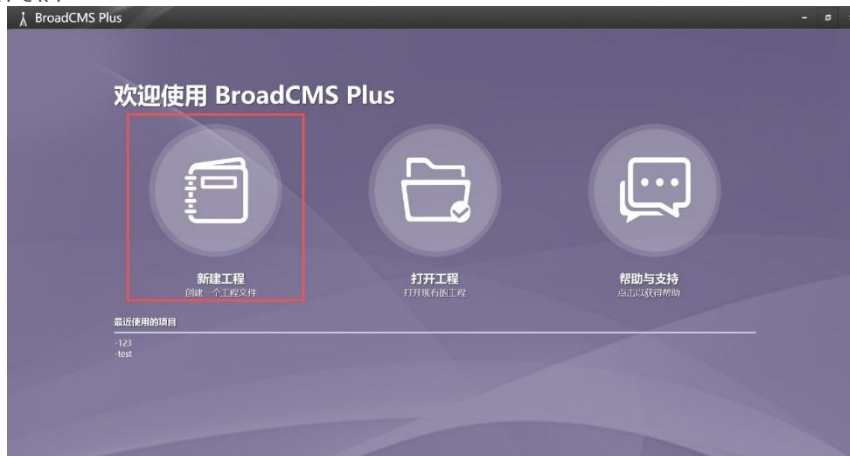 BroadCMS Plus
欢迎使用 BroadCMS Plus
新建工程
创建一个工程文件
打开工程
打开现有的工程
帮助与支持
点击以获得帮助
最近使用的项目
-123
-test